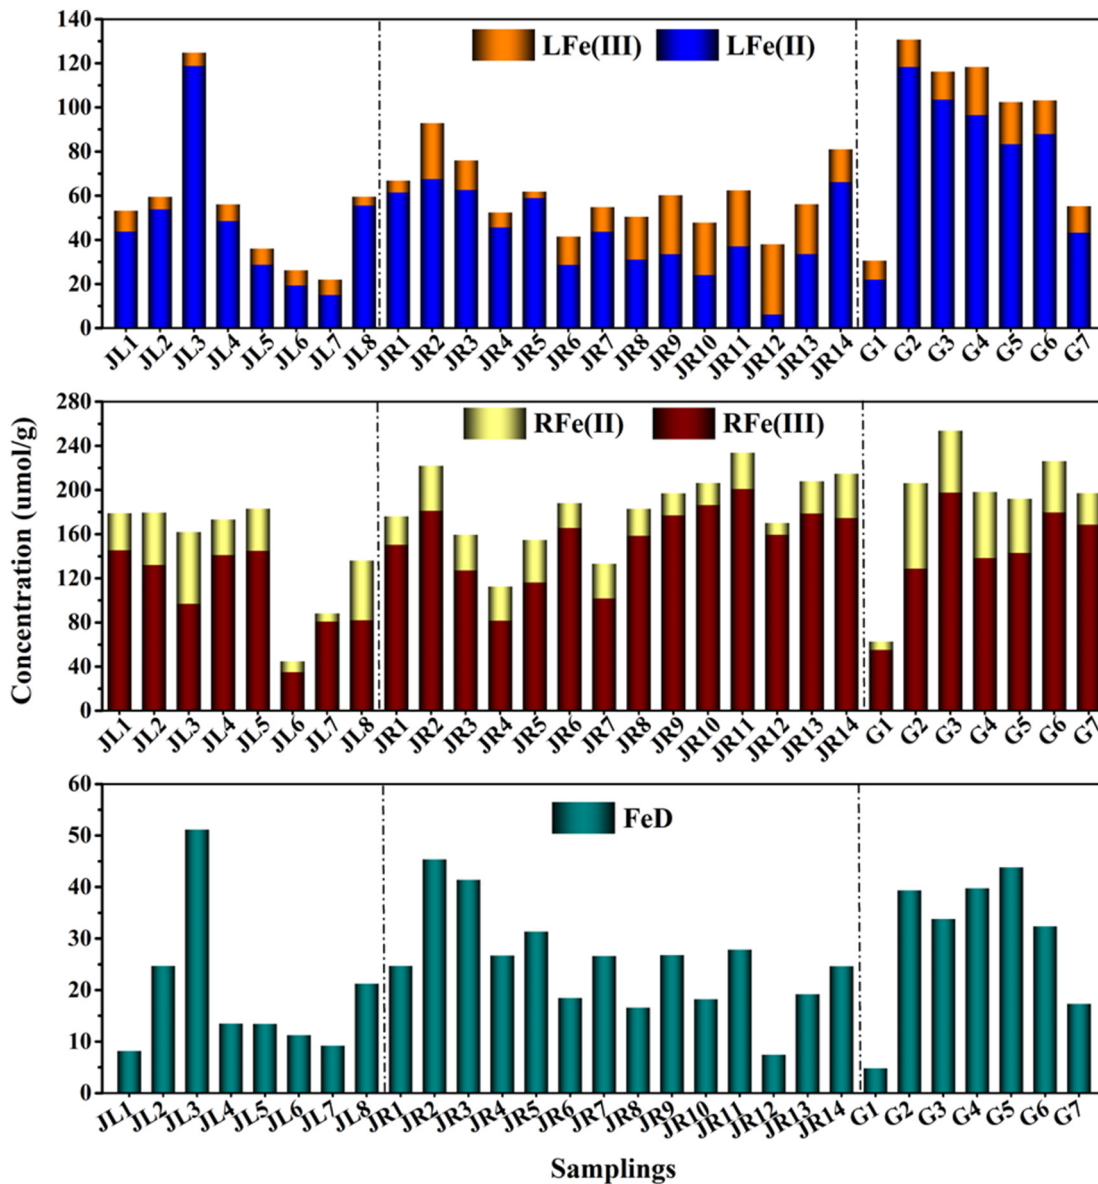 140
120
100
80
60
40
20
0
LFe(III) LFe(II)
JL1 JL2 JL3 JL4 JL5 JL6 JL7 JL8 JR1 JR2 JR3 JR4 JR5 JR6 JR7 JR8 JR9 JR10 JR11 JR12 JR13 JR14 G1 G2 G3 G4 G5 G6 G7
Concentration (umol/g)
280
240
200
160
120
80
40
0
RFe(II) RFe(III)
JL1 JL2 JL3 JL4 JL5 JL6 JL7 JL8 JR1 JR2 JR3 JR4 JR5 JR6 JR7 JR8 JR9 JR10 JR11 JR12 JR13 JR14 G1 G2 G3 G4 G5 G6 G7
60
50
40
30
20
10
0
FeD
JL1 JL2 JL3 JL4 JL5 JL6 JL7 JL8 JR1 JR2 JR3 JR4 JR5 JR6 JR7 JR8 JR9 JR10 JR11 JR12 JR13 JR14 G1 G2 G3 G4 G5 G6 G7
Samplings